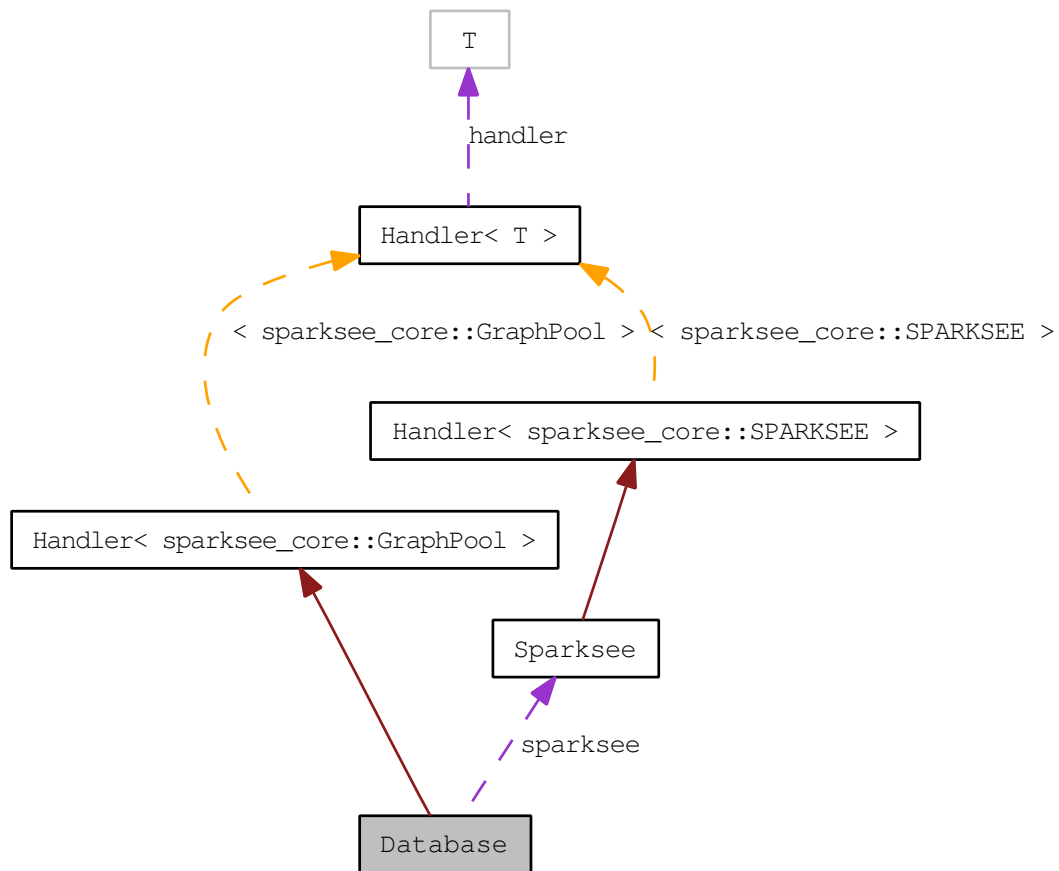 T
handler
Handler< T >
< sparksee_core::GraphPool >
< sparksee_core::SPARKSEE >
Handler< sparksee_core::SPARKSEE >
Handler< sparksee_core::GraphPool >
Sparksee
sparksee
Database